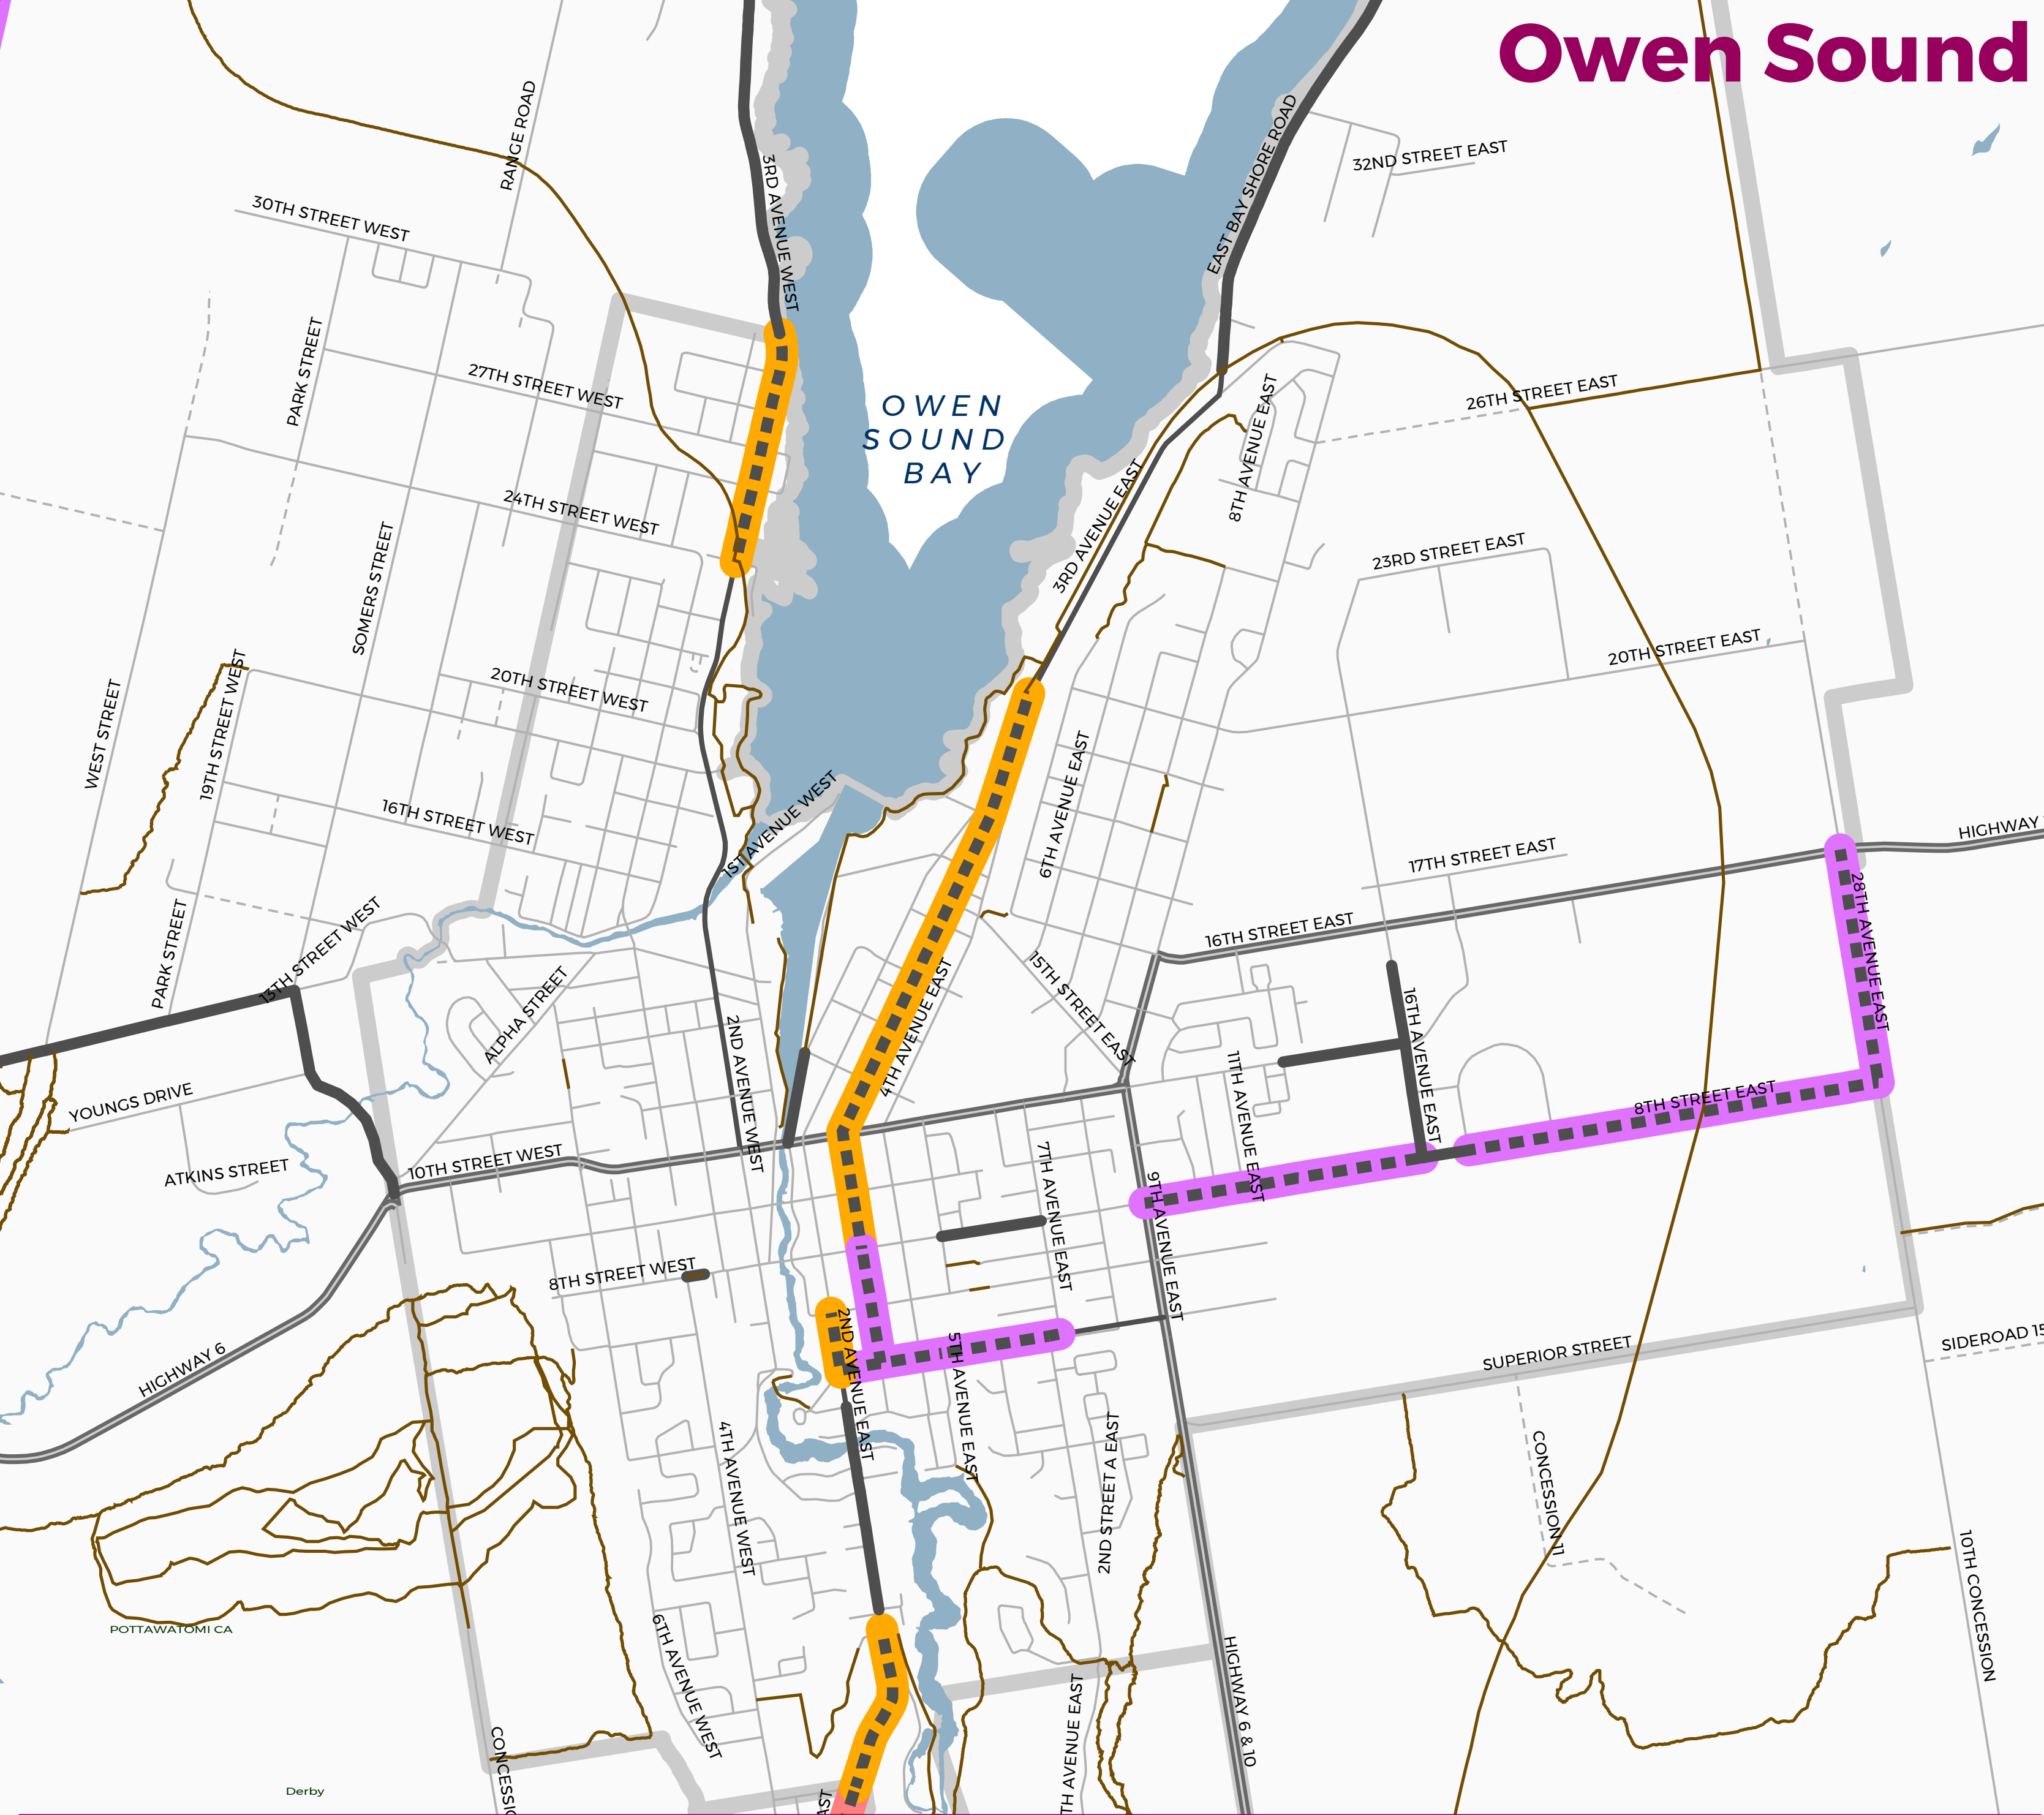 Owen Sound
RANGE ROAD
3RD AVENUE WEST
EAST BAY SHORE ROAD
32ND STREET EAST
30TH STREET WEST
PARK STREET
27TH STREET WEST
OWEN
SOUND
BAY
8TH AVENUE EAST
26TH STREET EAST
24TH STREET WEST
3RD AVENUE EAST
SOMERS STREET
23RD STREET EAST
20TH STREET EAST
WEST STREET
19TH STREET WEST
20TH STREET WEST
6TH AVENUE EAST
16TH STREET WEST
1ST AVENUE WEST
17TH STREET EAST
HIGHWAY
28TH AVENUE EAST
PARK STREET
13TH STREET WEST
16TH STREET EAST
15TH STREET EAST
ALPHA STREET
4TH AVENUE EAST
2ND AVENUE WEST
16TH AVENUE EAST
11TH AVENUE EAST
YOUNGS DRIVE
8TH STREET EAST
ATKINS STREET
10TH STREET WEST
7TH AVENUE EAST
9TH AVENUE EAST
8TH STREET WEST
2ND AVENUE EAST
5TH AVENUE EAST
HIGHWAY 6
SUPERIOR STREET
SIDEROAD 15
4TH AVENUE WEST
2ND STREET A EAST
CONCESSION 11
10TH CONCESSION
POTTAWATOMI CA
6TH AVENUE WEST
HIGHWAY 6 & 10
TH AVENUE EAST
CONCESSIO
Derby
AST